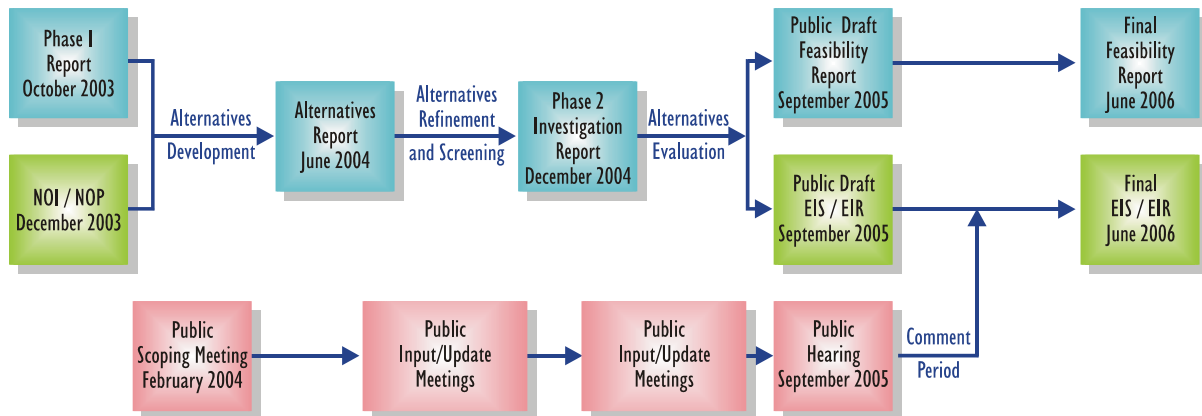 Phase I
Report
October 2003
NOI / NOP
December 2003
Alternatives
Development
Alternatives
Report
June 2004
Alternatives
Refinement
and Screening
Phase 2
Investigation
Report
December 2004
Alternatives
Evaluation
Public Draft
Feasibility
Report
September 2005
Final
Feasibility
Report
June 2006
Public Draft
EIS / EIR
September 2005
Final
EIS / EIR
June 2006
Public
Scoping Meeting
February 2004
Public
Input/Update
Meetings
Public
Input/Update
Meetings
Public
Hearing
September 2005
Comment
Period